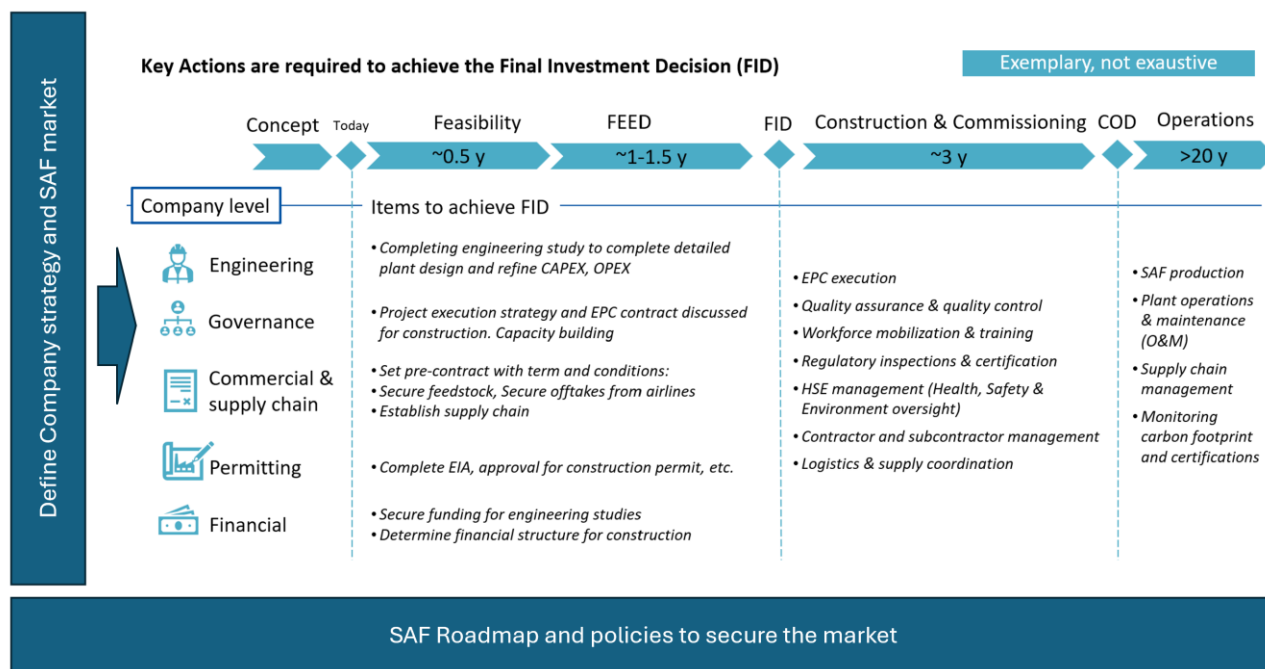 Define Company strategy and SAF market
Key Actions are required to achieve the Final Investment Decision (FID)
Exemplary, not exaustive
Concept
Today
Feasibility
FEED
FID
Construction & Commissioning
COD
Operations
~0.5 y
~1-1.5 y
~3 y
>20 y
Company level
Items to achieve FID
Engineering
• Completing engineering study to complete detailed
plant design and refine CAPEX, OPEX
Governance
• Project execution strategy and EPC contract discussed
for construction. Capacity building
Commercial &
supply chain
• Set pre-contract with term and conditions:
• Secure feedstock, Secure offtakes from airlines
• Establish supply chain
Permitting
• Complete EIA, approval for construction permit, etc.
Financial
• Secure funding for engineering studies
• Determine financial structure for construction
• EPC execution
• Quality assurance & quality control
• Workforce mobilization & training
• Regulatory inspections & certification
• HSE management (Health, Safety &
Environment oversight)
• Contractor and subcontractor management
• Logistics & supply coordination
• SAF production
• Plant operations
& maintenance
(O&M)
• Supply chain
management
• Monitoring
carbon footprint
and certifications
SAF Roadmap and policies to secure the market